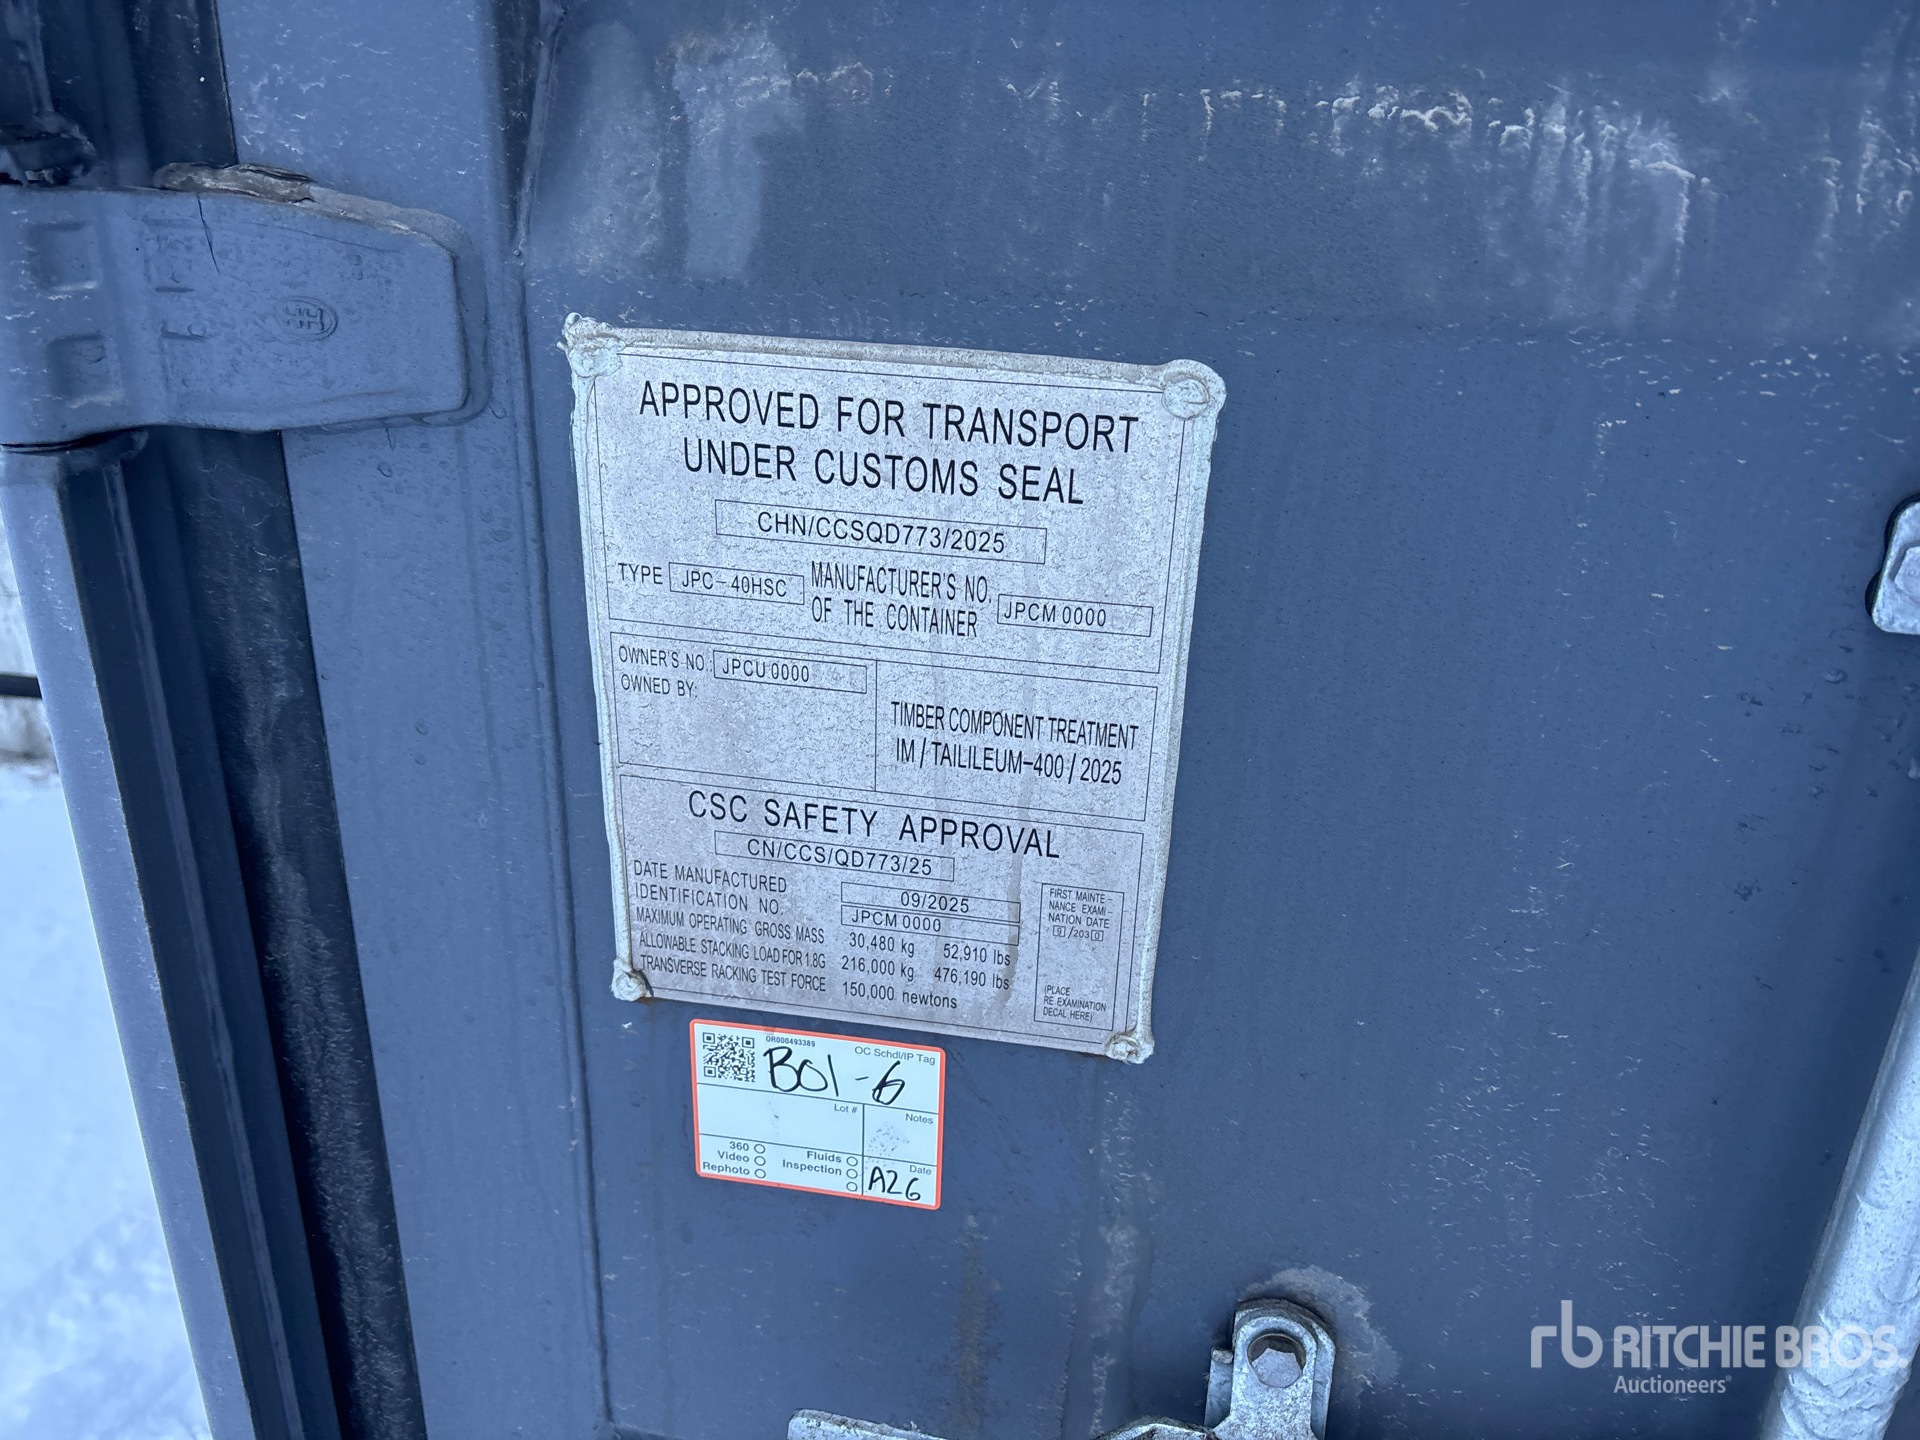 APPROVED FOR TRANSPORT
UNDER CUSTOMS SEAL
CHN/CCSQD773/2025
TYPE JPC-40HSC MANUFACTURER'S NO.
OF THE CONTAINER JPCM 0000
OWNER'S NO.: JPCU 0000
OWNED BY:
TIMBER COMPONENT TREATMENT
IM / TAILILEUM-400 / 2025
CSC SAFETY APPROVAL
CN/CCS/QD773/25
DATE MANUFACTURED 09/2025
IDENTIFICATION NO. JPCM 0000
MAXIMUM OPERATING GROSS MASS 30,480 kg 52,910 lbs
ALLOWABLE STACKING LOAD FOR 1.8G 216,000 kg 476,190 lbs
TRANSVERSE RACKING TEST FORCE 150,000 newtons
FIRST MAINTE-
NANCE EXAMI-
NATION DATE
9 /2030
(PLACE
RE EXAMINATION
DECAL HERE)
OR000493389
OC Schdl/IP Tag
B01-6
Lot #
Notes
360
Video
Rephoto
Fluids
Inspection
Date
A26
rb RITCHIE BROS.
Auctioneers